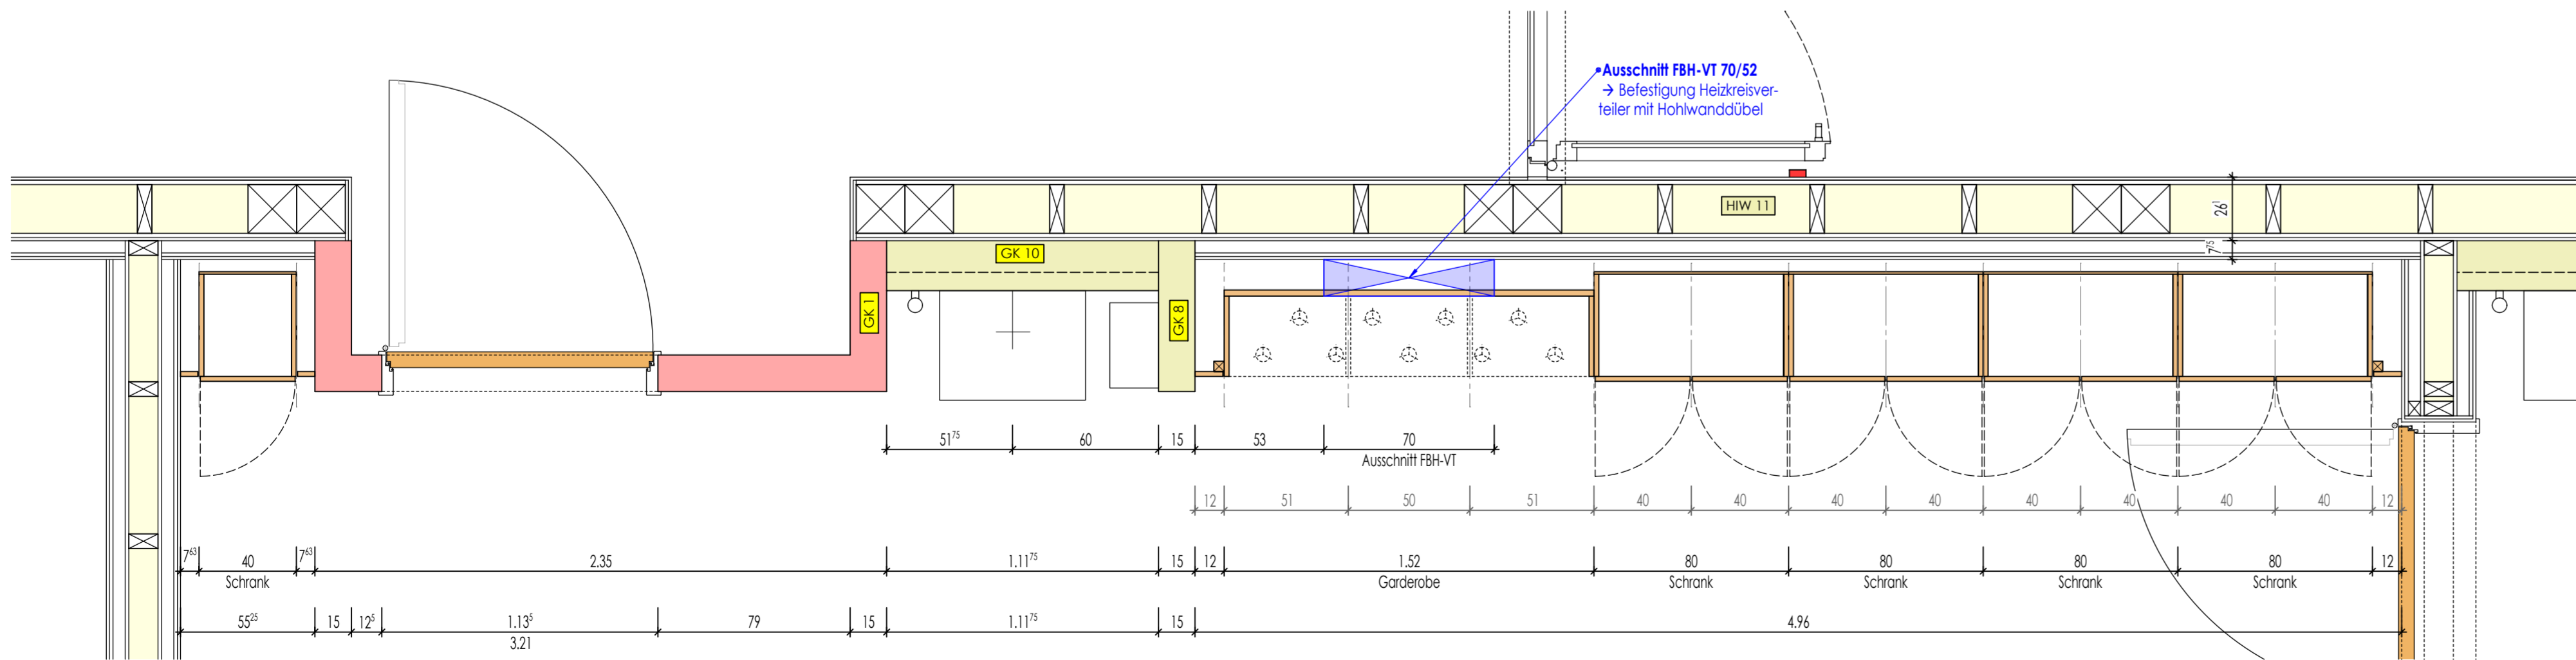 Ausschnitt FBH-VT 70/52
→ Befestigung Heizkreisver-
teiler mit Hohlwanddübel
HIW 11
26¹
7⁷⁵
GK 10
GK 1
GK 8
51⁷⁵ 60 15 53 70
Ausschnitt FBH-VT
12 51 50 51 40 40 40 40 40 40 40 40 12
7⁶³ 40 7⁶³ 2.35 1.11⁷⁵ 15 12 1.52 80 80 80 80 12
Schrank Garderobe Schrank Schrank Schrank Schrank
55²⁵ 15 12⁵ 1.13⁵ 79 15 1.11⁷⁵ 15 4.96
3.21